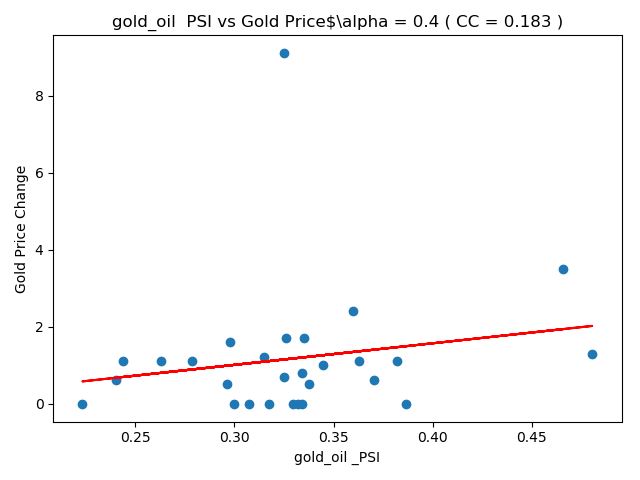 gold_oil  PSI vs Gold Price$\alpha = 0.4 ( CC = 0.183 )
Gold Price Change
8
6
4
2
0
0.25 0.30 0.35 0.40 0.45
gold_oil _PSI